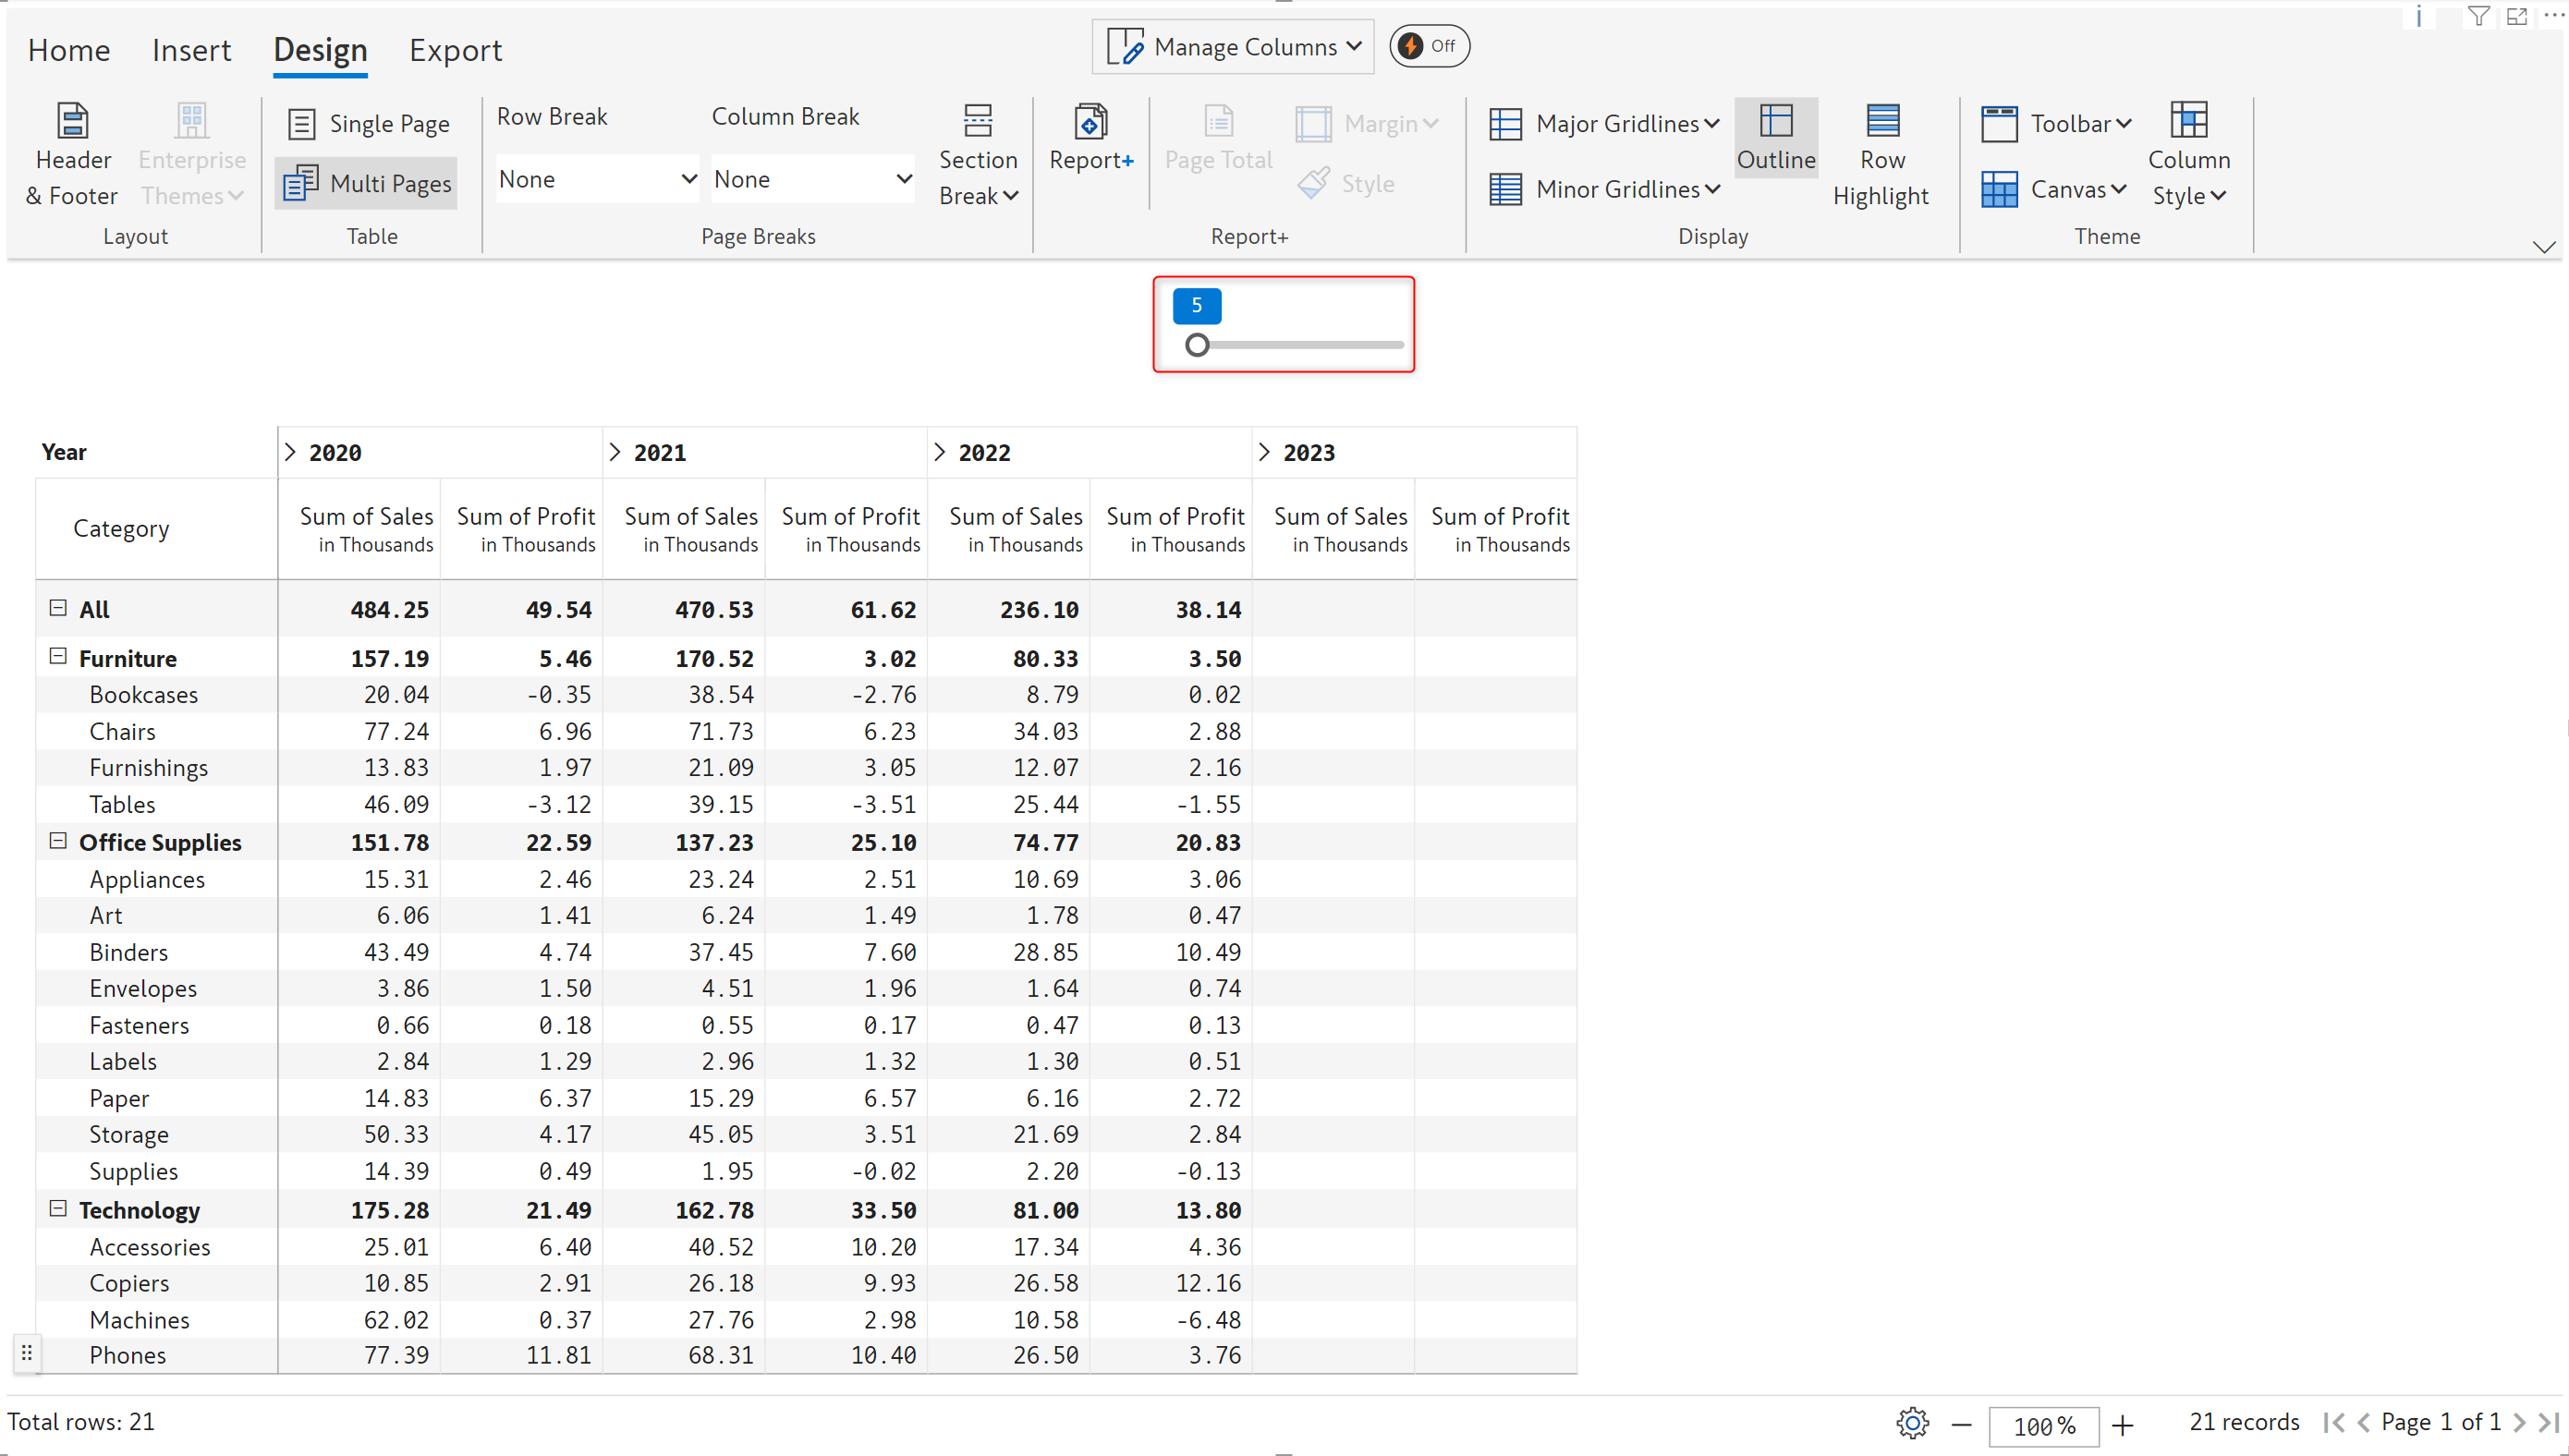 Home Insert Design Export Manage Columns Off
Header & Footer Enterprise Themes Layout
Single Page Multi Pages Table
Row Break None Column Break None Section Break Page Breaks
Report+ Page Total Margin Style Report+
Major Gridlines Minor Gridlines Outline Row Highlight Display
Toolbar Canvas Column Style Theme
5
Year 2020 2021 2022 2023
Category Sum of Sales in Thousands Sum of Profit in Thousands Sum of Sales in Thousands Sum of Profit in Thousands Sum of Sales in Thousands Sum of Profit in Thousands Sum of Sales in Thousands Sum of Profit in Thousands
All 484.25 49.54 470.53 61.62 236.10 38.14
Furniture 157.19 5.46 170.52 3.02 80.33 3.50
Bookcases 20.04 -0.35 38.54 -2.76 8.79 0.02
Chairs 77.24 6.96 71.73 6.23 34.03 2.88
Furnishings 13.83 1.97 21.09 3.05 12.07 2.16
Tables 46.09 -3.12 39.15 -3.51 25.44 -1.55
Office Supplies 151.78 22.59 137.23 25.10 74.77 20.83
Appliances 15.31 2.46 23.24 2.51 10.69 3.06
Art 6.06 1.41 6.24 1.49 1.78 0.47
Binders 43.49 4.74 37.45 7.60 28.85 10.49
Envelopes 3.86 1.50 4.51 1.96 1.64 0.74
Fasteners 0.66 0.18 0.55 0.17 0.47 0.13
Labels 2.84 1.29 2.96 1.32 1.30 0.51
Paper 14.83 6.37 15.29 6.57 6.16 2.72
Storage 50.33 4.17 45.05 3.51 21.69 2.84
Supplies 14.39 0.49 1.95 -0.02 2.20 -0.13
Technology 175.28 21.49 162.78 33.50 81.00 13.80
Accessories 25.01 6.40 40.52 10.20 17.34 4.36
Copiers 10.85 2.91 26.18 9.93 26.58 12.16
Machines 62.02 0.37 27.76 2.98 10.58 -6.48
Phones 77.39 11.81 68.31 10.40 26.50 3.76
Total rows: 21 100% 21 records Page 1 of 1